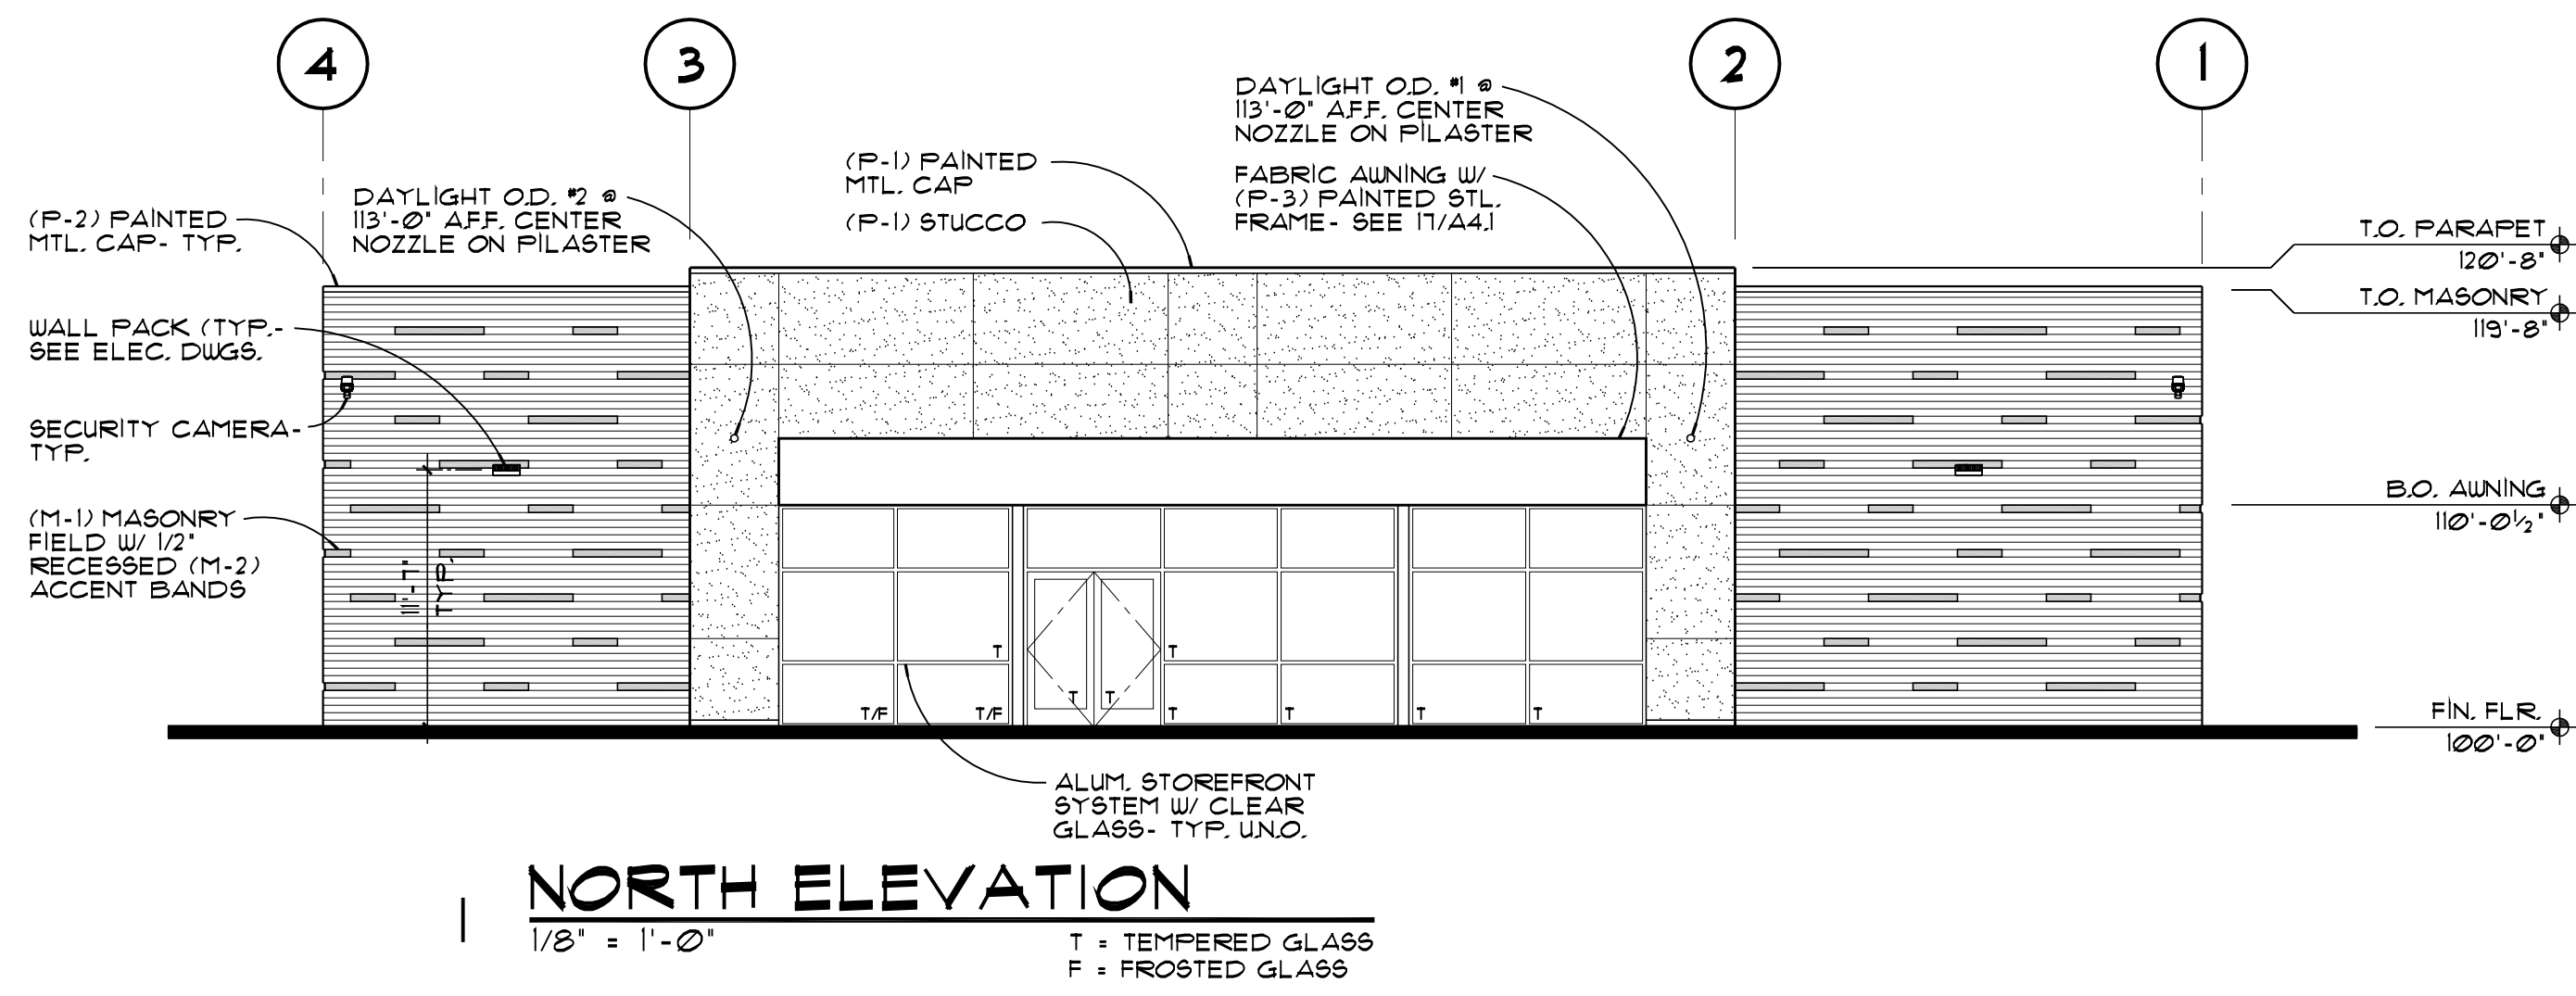 4
3
2
1
DAYLIGHT O.D. #1 @
113'-0" A.F.F. CENTER
NOZZLE ON PILASTER
(P-1) PAINTED
MTL. CAP
FABRIC AWNING W/
(P-3) PAINTED STL.
FRAME- SEE 17/A4.1
DAYLIGHT O.D. #2 @
113'-0" A.F.F. CENTER
NOZZLE ON PILASTER
(P-1) STUCCO
(P-2) PAINTED
MTL. CAP- TYP.
T.O. PARAPET
120'-8"
T.O. MASONRY
119'-8"
WALL PACK (TYP.-
SEE ELEC. DWGS.
SECURITY CAMERA-
TYP.
B.O. AWNING
110'-0½"
(M-1) MASONRY
FIELD W/ 1/2"
RECESSED (M-2)
ACCENT BANDS
11'-7"
TYP.
T
T
T
T
T/F
T/F
T
T
T
T
FIN. FLR.
100'-0"
ALUM. STOREFRONT
SYSTEM W/ CLEAR
GLASS- TYP. U.N.O.
1
NORTH ELEVATION
1/8" = 1'-0"
T = TEMPERED GLASS
F = FROSTED GLASS